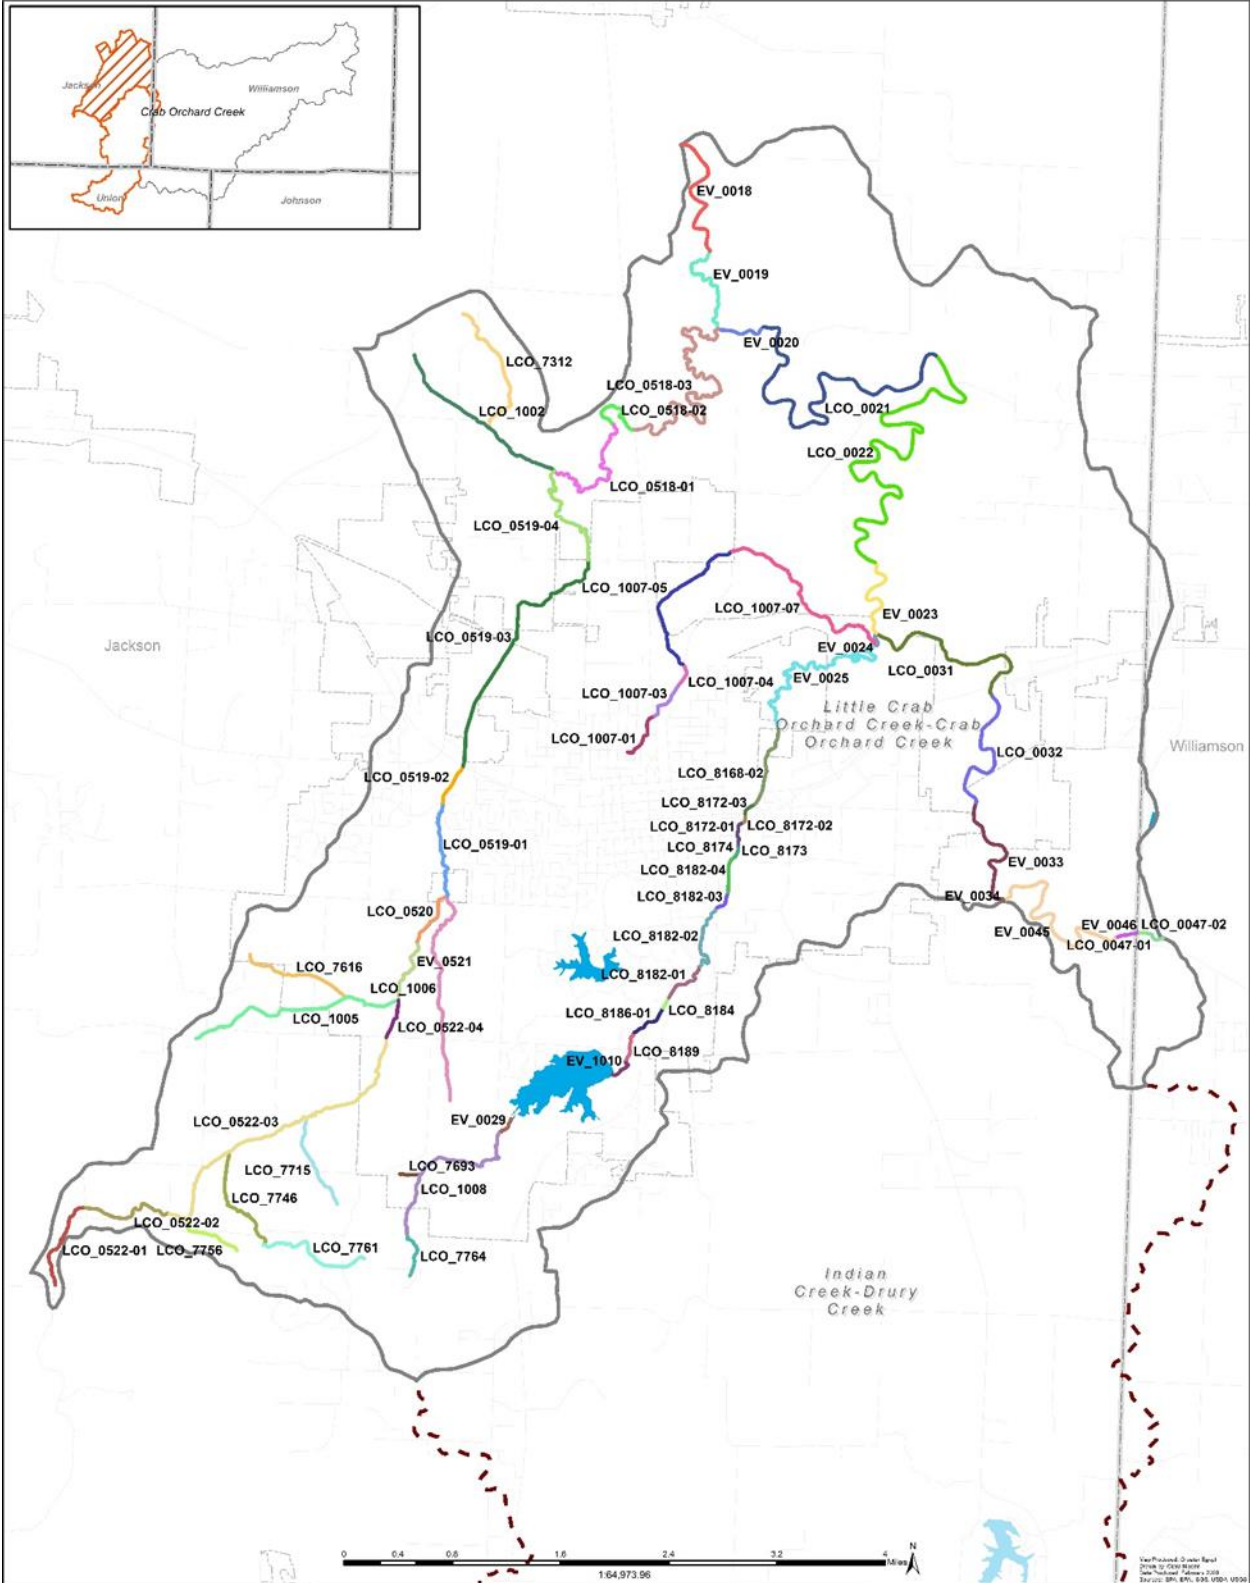 Jackson
Williamson
Crab Orchard Creek
Union
Johnson
EV_0018
EV_0019
EV_0020
LCO_7312
LCO_0518-03
LCO_1002
LCO_0518-02
LCO_0021
LCO_0022
LCO_0518-01
LCO_0519-04
LCO_1007-05
LCO_1007-07
EV_0023
LCO_0519-03
Jackson
EV_0024
LCO_0031
EV_0025
LCO_1007-04
LCO_1007-03
Little Crab
Orchard Creek-Crab
Orchard Creek
LCO_1007-01
Williamson
LCO_0032
LCO_8168-02
LCO_0519-02
LCO_8172-03
LCO_8172-01
LCO_8172-02
LCO_0519-01
LCO_8174
LCO_8173
EV_0033
LCO_8182-04
LCO_8182-03
EV_0034
LCO_0520
EV_0046
LCO_0047-02
EV_0045
LCO_8182-02
LCO_0047-01
EV_0521
LCO_7616
LCO_8182-01
LCO_1006
LCO_8184
LCO_8186-01
LCO_1005
LCO_0522-04
LCO_8189
EV_1010
EV_0029
LCO_0522-03
LCO_7693
LCO_7715
LCO_1008
LCO_7746
LCO_0522-02
LCO_7761
LCO_0522-01
LCO_7756
LCO_7764
Indian
Creek-Drury
Creek
0 0.4 0.8 1.6 2.4 3.2 4
Miles
N
1:64,973.96